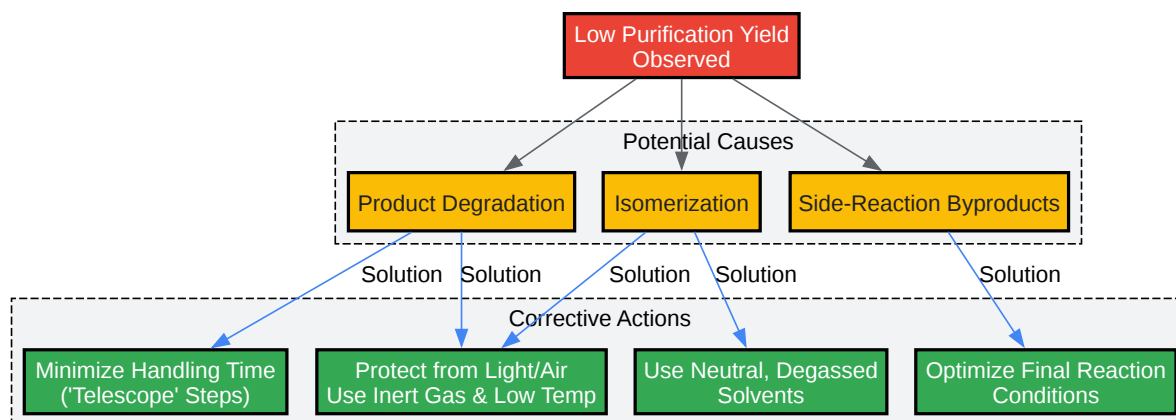 Low Purification Yield
Observed
Potential Causes
Product Degradation
Isomerization
Side-Reaction Byproducts
Solution
Solution
Solution
Solution
Solution
Corrective Actions
Minimize Handling Time
('Telescope' Steps)
Protect from Light/Air
Use Inert Gas & Low Temp
Use Neutral, Degassed
Solvents
Optimize Final Reaction
Conditions